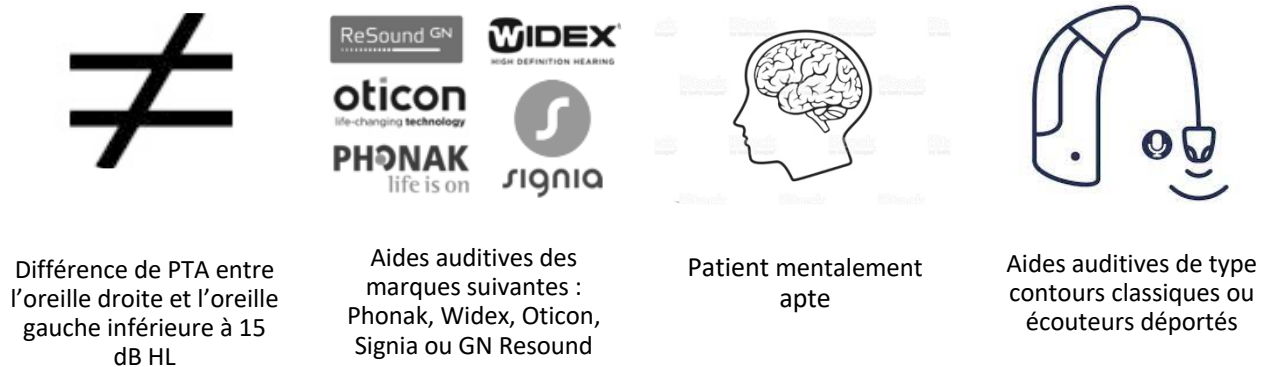 ReSound GN
WIDEX
HIGH DEFINITION HEARING
oticon
life-changing technology
PHONAK
life is on
signia
Différence de PTA entre
l’oreille droite et l’oreille
gauche inférieure à 15
dB HL
Aides auditives des
marques suivantes :
Phonak, Widex, Oticon,
Signia ou GN Resound
Patient mentalement
apte
Aides auditives de type
contours classiques ou
écouteurs déportés